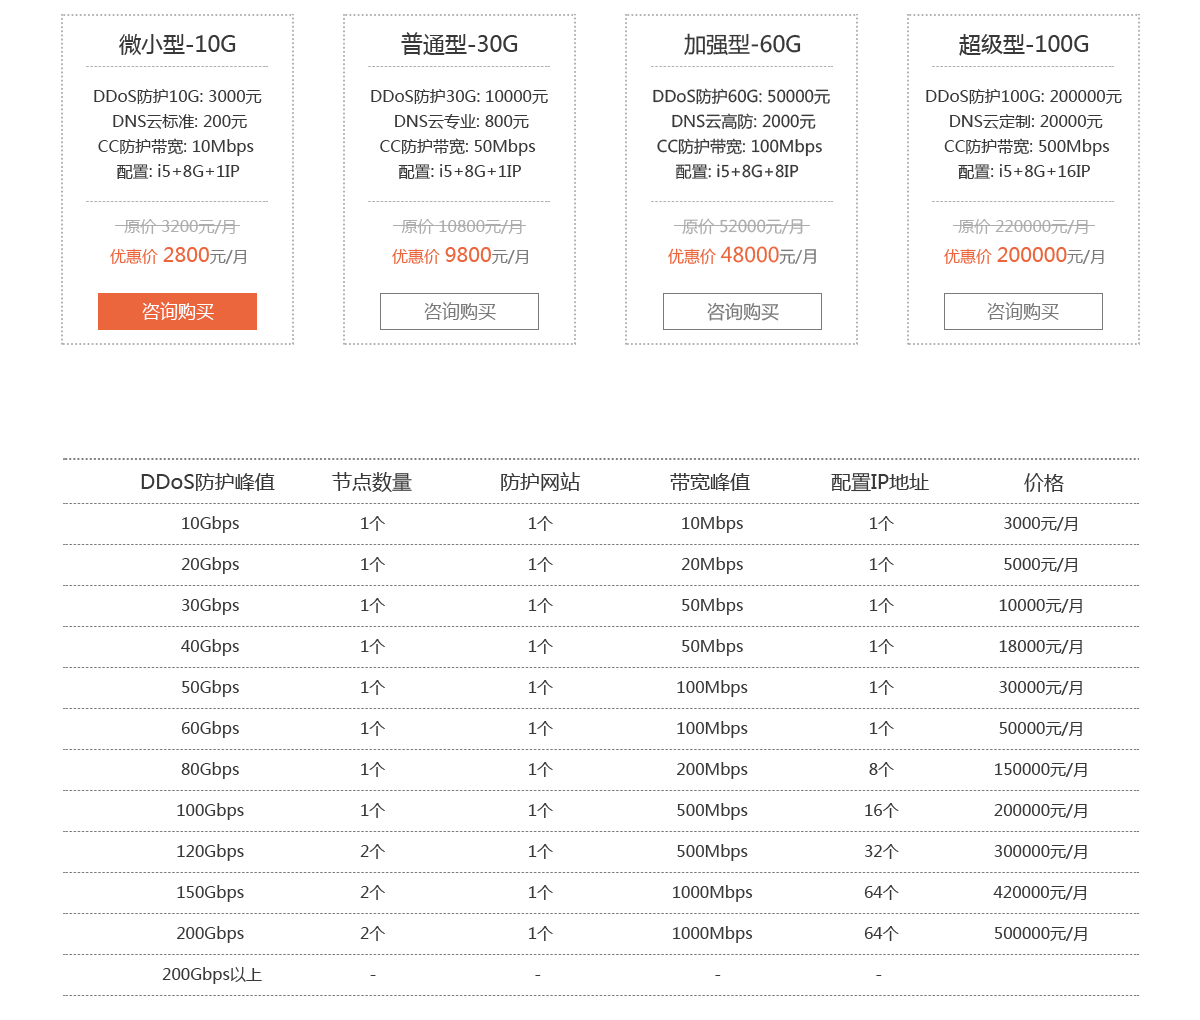 微小型-10G
DDoS防护10G: 3000元
DNS云标准: 200元
CC防护带宽: 10Mbps
配置: i5+8G+1IP
原价 3200元/月
优惠价 2800元/月
咨询购买
普通型-30G
DDoS防护30G: 10000元
DNS云专业: 800元
CC防护带宽: 50Mbps
配置: i5+8G+1IP
原价 10800元/月
优惠价 9800元/月
咨询购买
加强型-60G
DDoS防护60G: 50000元
DNS云高防: 2000元
CC防护带宽: 100Mbps
配置: i5+8G+8IP
原价 52000元/月
优惠价 48000元/月
咨询购买
超级型-100G
DDoS防护100G: 200000元
DNS云定制: 20000元
CC防护带宽: 500Mbps
配置: i5+8G+16IP
原价 220000元/月
优惠价 200000元/月
咨询购买
DDoS防护峰值 节点数量 防护网站 带宽峰值 配置IP地址 价格
10Gbps 1个 1个 10Mbps 1个 3000元/月
20Gbps 1个 1个 20Mbps 1个 5000元/月
30Gbps 1个 1个 50Mbps 1个 10000元/月
40Gbps 1个 1个 50Mbps 1个 18000元/月
50Gbps 1个 1个 100Mbps 1个 30000元/月
60Gbps 1个 1个 100Mbps 1个 50000元/月
80Gbps 1个 1个 200Mbps 8个 150000元/月
100Gbps 1个 1个 500Mbps 16个 200000元/月
120Gbps 2个 1个 500Mbps 32个 300000元/月
150Gbps 2个 1个 1000Mbps 64个 420000元/月
200Gbps 2个 1个 1000Mbps 64个 500000元/月
200Gbps以上 - - - -